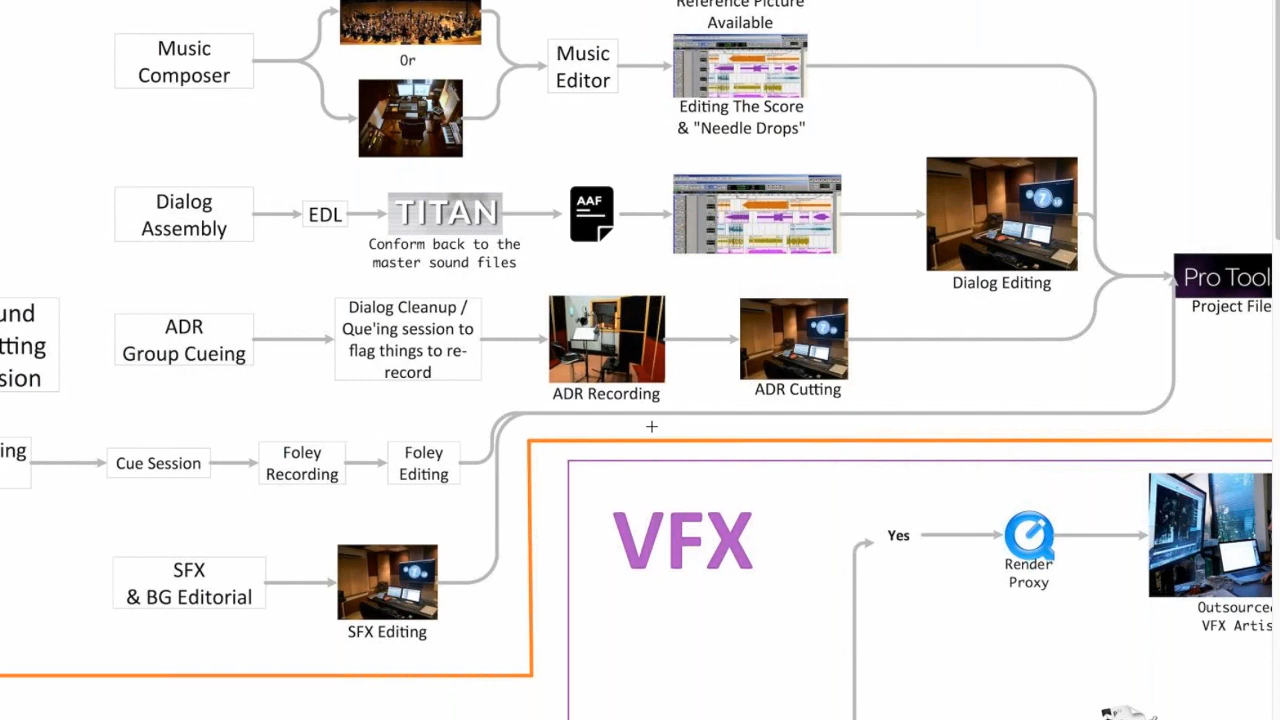 Reference Picture
Available
Music
Composer
Or
Music
Editor
Editing The Score
& "Needle Drops"
Dialog
Assembly
EDL
TITAN
Conform back to the
master sound files
AAF
Dialog Editing
Pro Tool
Project File
und
tting
sion
ADR
Group Cueing
Dialog Cleanup /
Que'ing session to
flag things to re-
record
ADR Recording
ADR Cutting
ing
Cue Session
Foley
Recording
Foley
Editing
SFX
& BG Editorial
SFX Editing
VFX
Yes
Render
Proxy
Outsource
VFX Artis